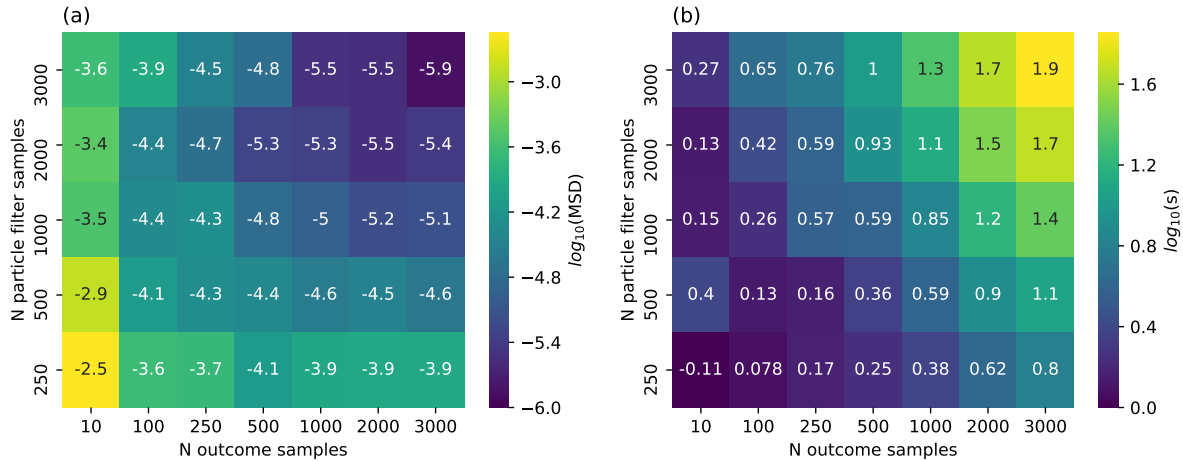 (a)
N particle filter samples
3000
2000
1000
500
250
-3.6 -3.9 -4.5 -4.8 -5.5 -5.5 -5.9
-3.4 -4.4 -4.7 -5.3 -5.3 -5.5 -5.4
-3.5 -4.4 -4.3 -4.8 -5 -5.2 -5.1
-2.9 -4.1 -4.3 -4.4 -4.6 -4.5 -4.6
-2.5 -3.6 -3.7 -4.1 -3.9 -3.9 -3.9
10 100 250 500 1000 2000 3000
N outcome samples
−3.0
−3.6
−4.2
−4.8
−5.4
−6.0
log₁₀(MSD)
(b)
N particle filter samples
3000
2000
1000
500
250
0.27 0.65 0.76 1 1.3 1.7 1.9
0.13 0.42 0.59 0.93 1.1 1.5 1.7
0.15 0.26 0.57 0.59 0.85 1.2 1.4
0.4 0.13 0.16 0.36 0.59 0.9 1.1
-0.11 0.078 0.17 0.25 0.38 0.62 0.8
10 100 250 500 1000 2000 3000
N outcome samples
1.6
1.2
0.8
0.4
0.0
log₁₀(s)